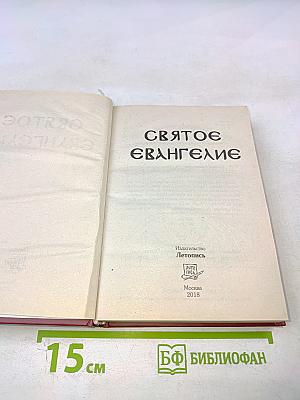 СВЯТОЕ
ЕВАНГЕЛИЕ
Издательство
Летопись
Москва
2018
15 см
БФ БИБЛИОФАН